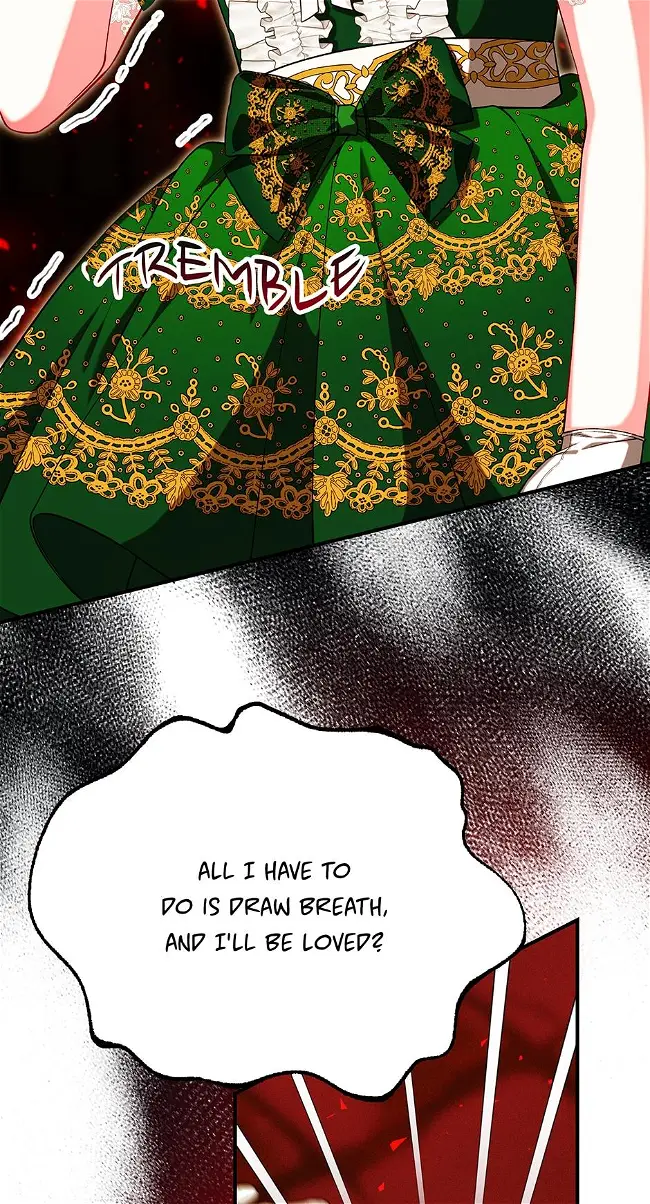 TREMBLE
ALL I HAVE TO
DO IS DRAW BREATH,
AND I'LL BE LOVED?